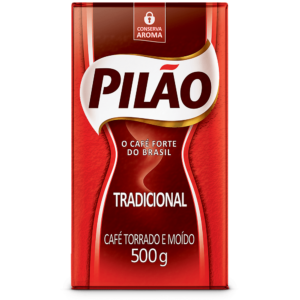 CONSERVA
AROMA
PILÃO
O CAFÉ FORTE
DO BRASIL
TRADICIONAL
CAFÉ TORRADO E MOÍDO
500g